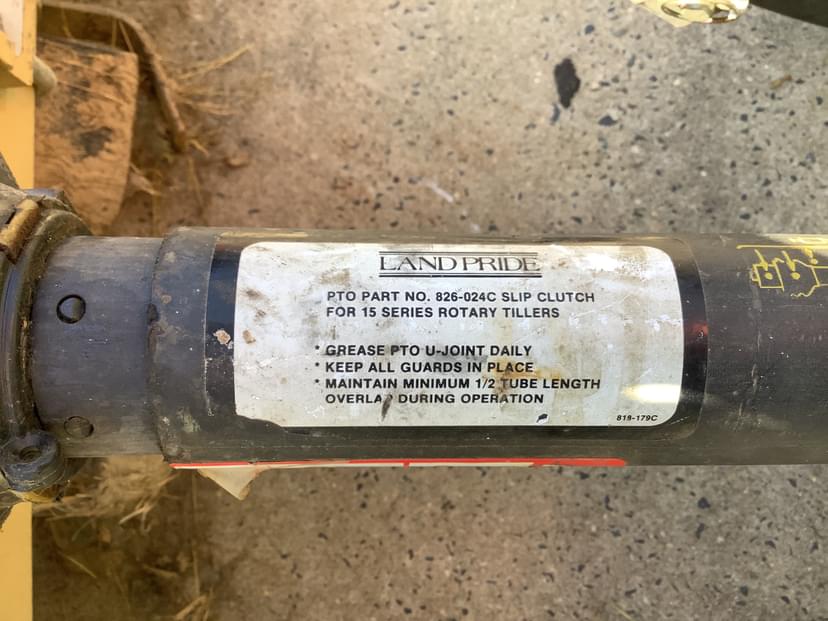 LAND PRIDE
PTO PART NO. 826-024C SLIP CLUTCH
FOR 15 SERIES ROTARY TILLERS
* GREASE PTO U-JOINT DAILY
* KEEP ALL GUARDS IN PLACE
* MAINTAIN MINIMUM 1/2 TUBE LENGTH
OVERLAP DURING OPERATION
818-179C